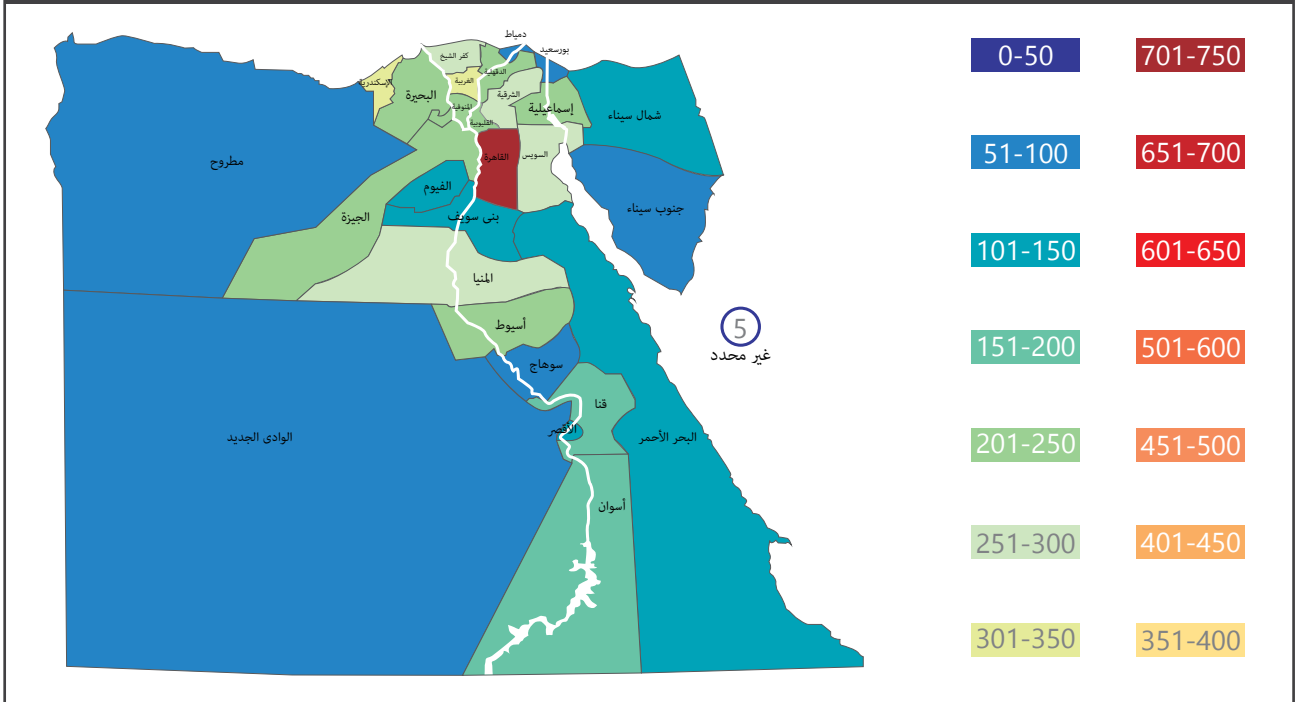 دمياط
بورسعيد
كفر الشيخ
الدقهلية
الإسكندرية
الغربية
البحيرة
الشرقية
المنوفية
إسماعيلية
شمال سيناء
القليوبية
القاهرة
السويس
مطروح
الفيوم
جنوب سيناء
الجيزة
بنى سويف
المنيا
أسيوط
سوهاج
قنا
الأقصر
الوادى الجديد
البحر الأحمر
أسوان
5
غير محدد
0-50
701-750
51-100
651-700
101-150
601-650
151-200
501-600
201-250
451-500
251-300
401-450
301-350
351-400